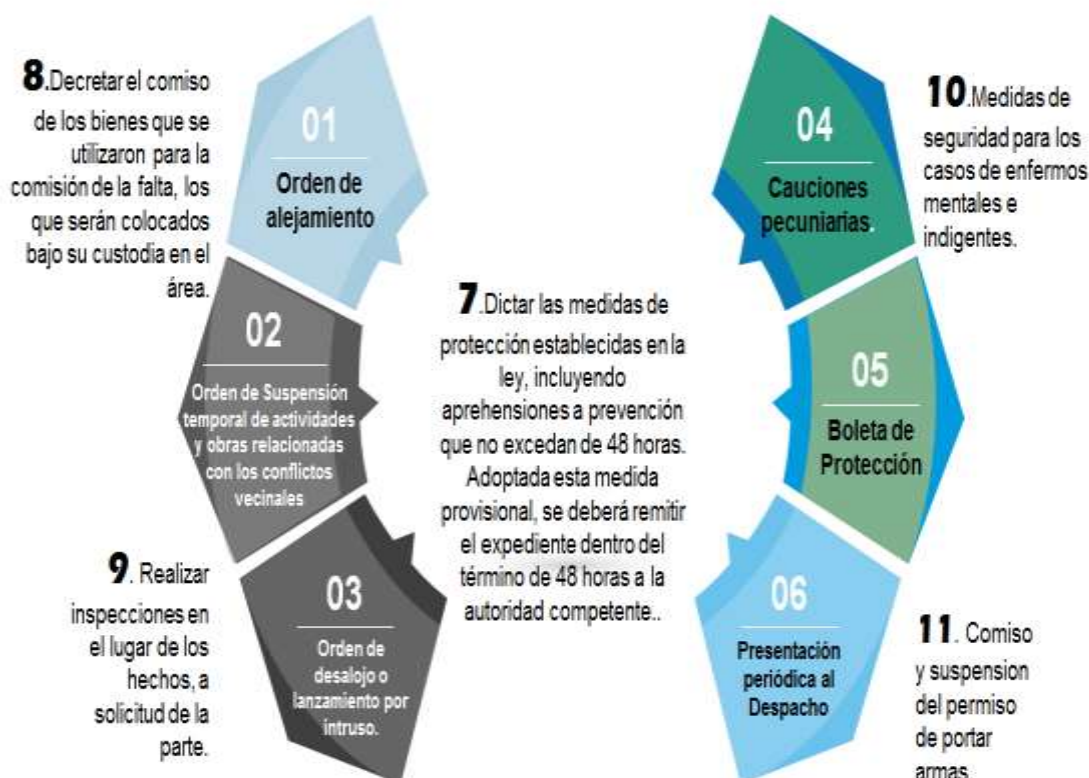 01
Orden de
alejamiento
02
Orden de Suspensión
temporal de actividades
y obras relacionadas
con los conflictos
vecinales
03
Orden de
desalojo o
lanzamiento por
intruso.
04
Cauciones
pecuniarias.
05
Boleta de
Protección
06
Presentación
periódica al
Despacho
7.Dictar las medidas de
protección establecidas en la
ley, incluyendo
aprehensiones a prevención
que no excedan de 48 horas.
Adoptada esta medida
provisional, se deberá remitir
el expediente dentro del
término de 48 horas a la
autoridad competente..
8.Decretar el comiso
de los bienes que se
utilizaron para la
comisión de la falta, los
que serán colocados
bajo su custodia en el
área.
9. Realizar
inspecciones en
el lugar de los
hechos, a
solicitud de la
parte.
10.Medidas de
seguridad para los
casos de enfermos
mentales e
indigentes.
11. Comiso
y suspension
del permiso
de portar
armas